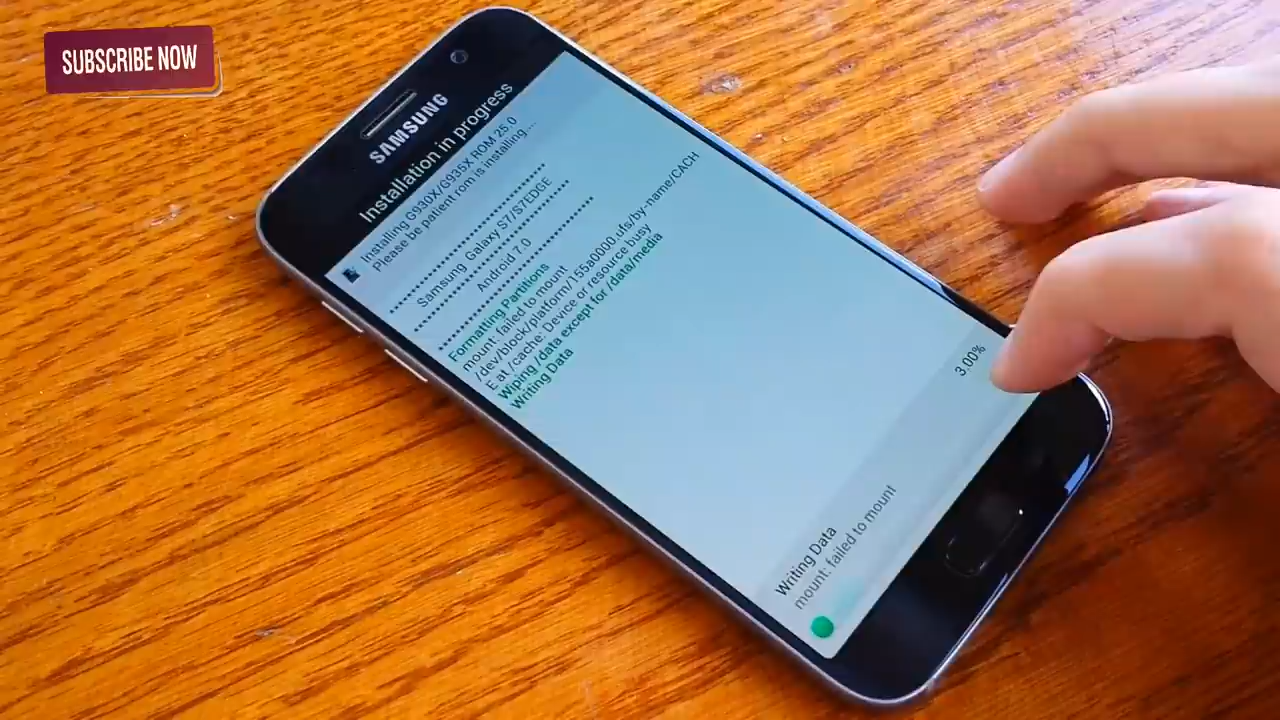 SUBSCRIBE NOW
SAMSUNG
Installation in progress
Installing G930X/G935X ROM 25.0
Please be patient rom is installing...
Samsung Galaxy S7/S7EDGE
Android 7.0
Formatting Partitions
mount: failed to mount
/dev/block/platform/155a0000.ufs/by-name/CACH
E at /cache: Device or resource busy
Wiping /data except for /data/media
Writing Data
3.00%
Writing Data
mount: failed to mount